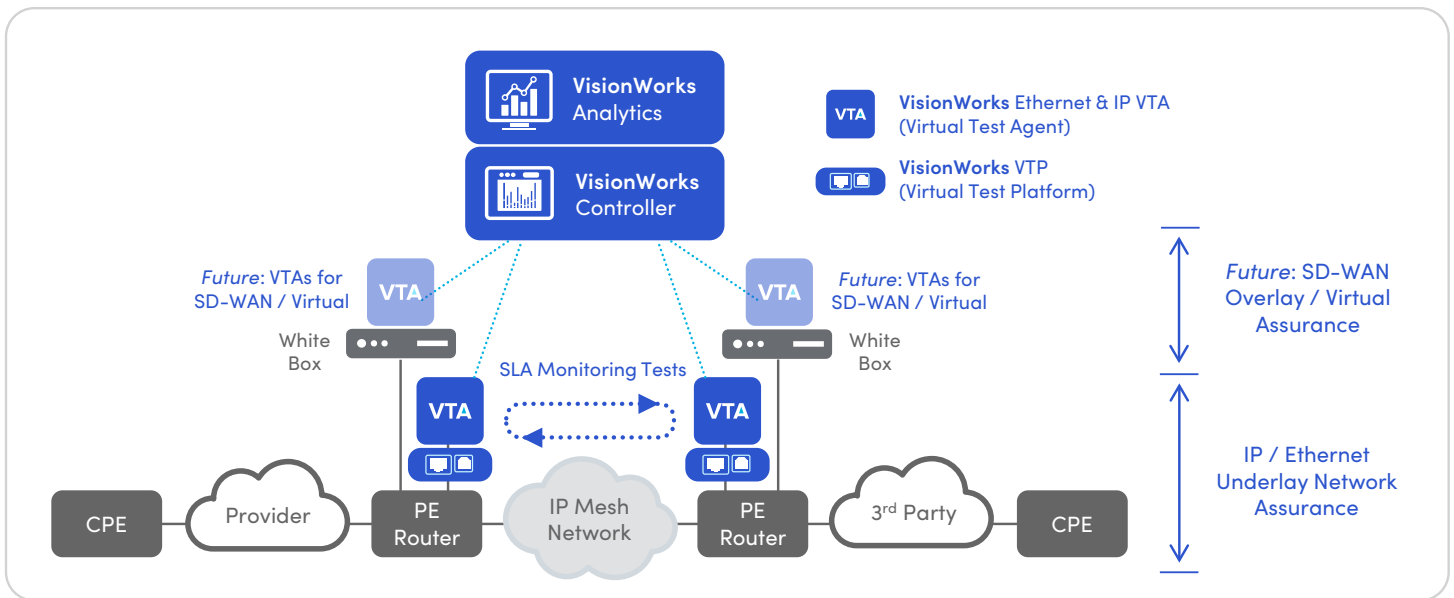 VisionWorks
Analytics
VisionWorks
Controller
VTA
VisionWorks Ethernet & IP VTA
(Virtual Test Agent)
VisionWorks VTP
(Virtual Test Platform)
Future: VTAs for
SD-WAN / Virtual
VTA
White
Box
VTA
Future: VTAs for
SD-WAN / Virtual
White
Box
Future: SD-WAN
Overlay / Virtual
Assurance
SLA Monitoring Tests
VTA
VTA
IP / Ethernet
Underlay Network
Assurance
CPE
Provider
PE
Router
IP Mesh
Network
PE
Router
3rd Party
CPE